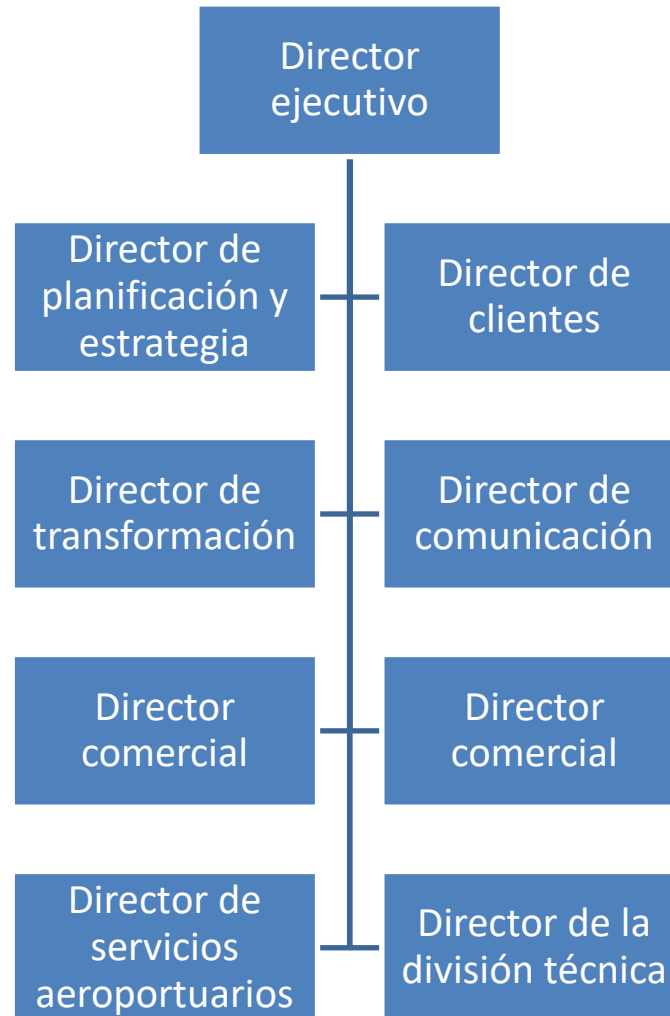 Director
ejecutivo
Director de
planificación y
estrategia
Director de
clientes
Director de
transformación
Director de
comunicación
Director
comercial
Director
comercial
Director de
servicios
aeroportuarios
Director de la
división técnica